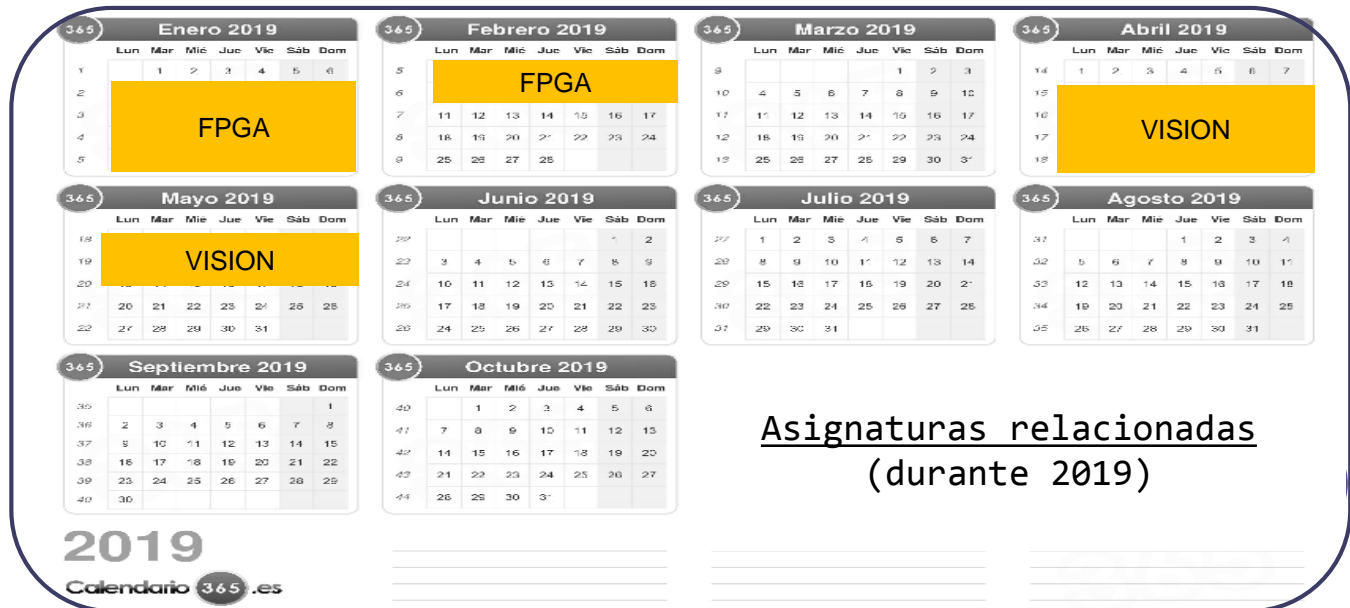 365 Enero 2019
Lun Mar Mié Jue Vie Sáb Dom
1 1 2 3 4 5 6
2
3
4
5
FPGA
365 Febrero 2019
Lun Mar Mié Jue Vie Sáb Dom
5
6
FPGA
7 11 12 13 14 15 16 17
8 18 19 20 21 22 23 24
9 25 26 27 28
365 Marzo 2019
Lun Mar Mié Jue Vie Sáb Dom
9 1 2 3
10 4 5 6 7 8 9 10
11 11 12 13 14 15 16 17
12 18 19 20 21 22 23 24
13 25 26 27 28 29 30 31
365 Abril 2019
Lun Mar Mié Jue Vie Sáb Dom
14 1 2 3 4 5 6 7
15
16
17
18
VISION
365 Mayo 2019
Lun Mar Mié Jue Vie Sáb Dom
18
19
VISION
20
21 20 21 22 23 24 25 26
22 27 28 29 30 31
365 Junio 2019
Lun Mar Mié Jue Vie Sáb Dom
22 1 2
23 3 4 5 6 7 8 9
24 10 11 12 13 14 15 16
25 17 18 19 20 21 22 23
26 24 25 26 27 28 29 30
365 Julio 2019
Lun Mar Mié Jue Vie Sáb Dom
27 1 2 3 4 5 6 7
28 8 9 10 11 12 13 14
29 15 16 17 18 19 20 21
30 22 23 24 25 26 27 28
31 29 30 31
365 Agosto 2019
Lun Mar Mié Jue Vie Sáb Dom
31 1 2 3 4
32 5 6 7 8 9 10 11
33 12 13 14 15 16 17 18
34 19 20 21 22 23 24 25
35 26 27 28 29 30 31
365 Septiembre 2019
Lun Mar Mié Jue Vie Sáb Dom
35 1
36 2 3 4 5 6 7 8
37 9 10 11 12 13 14 15
38 16 17 18 19 20 21 22
39 23 24 25 26 27 28 29
40 30
365 Octubre 2019
Lun Mar Mié Jue Vie Sáb Dom
40 1 2 3 4 5 6
41 7 8 9 10 11 12 13
42 14 15 16 17 18 19 20
43 21 22 23 24 25 26 27
44 28 29 30 31
Asignaturas relacionadas
(durante 2019)
2019
Calendario 365.es